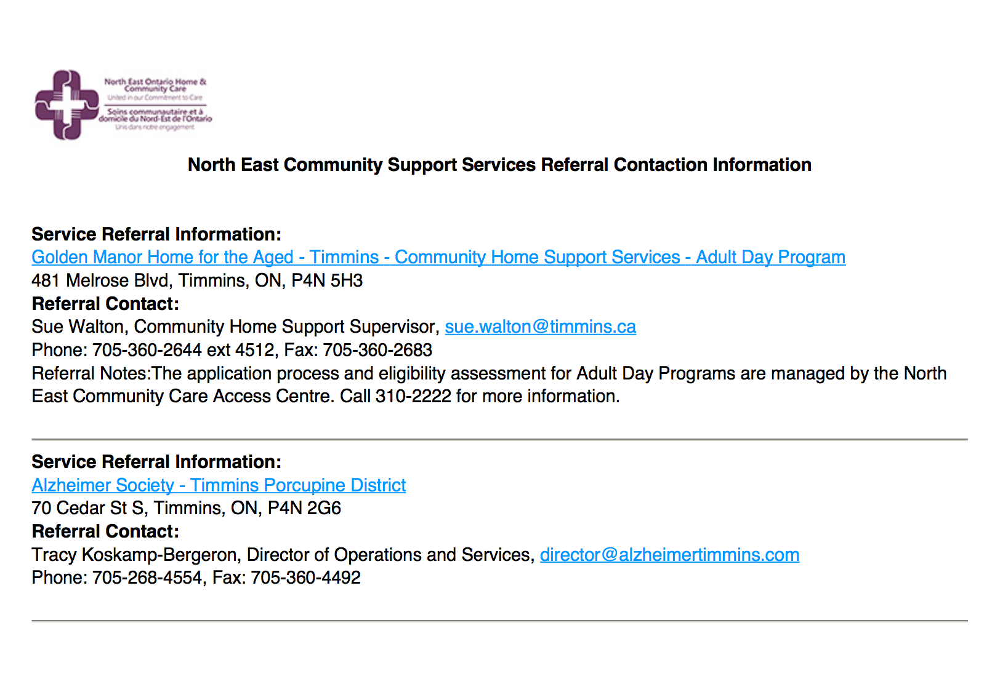 North East Ontario Home &
Community Care
United in our Commitment to Care
Soins communautaire et à
domicile du Nord-Est de l'Ontario
Unis dans notre engagement
North East Community Support Services Referral Contaction Information
Service Referral Information:
Golden Manor Home for the Aged - Timmins - Community Home Support Services - Adult Day Program
481 Melrose Blvd, Timmins, ON, P4N 5H3
Referral Contact:
Sue Walton, Community Home Support Supervisor, sue.walton@timmins.ca
Phone: 705-360-2644 ext 4512, Fax: 705-360-2683
Referral Notes:The application process and eligibility assessment for Adult Day Programs are managed by the North
East Community Care Access Centre. Call 310-2222 for more information.
Service Referral Information:
Alzheimer Society - Timmins Porcupine District
70 Cedar St S, Timmins, ON, P4N 2G6
Referral Contact:
Tracy Koskamp-Bergeron, Director of Operations and Services, director@alzheimertimmins.com
Phone: 705-268-4554, Fax: 705-360-4492